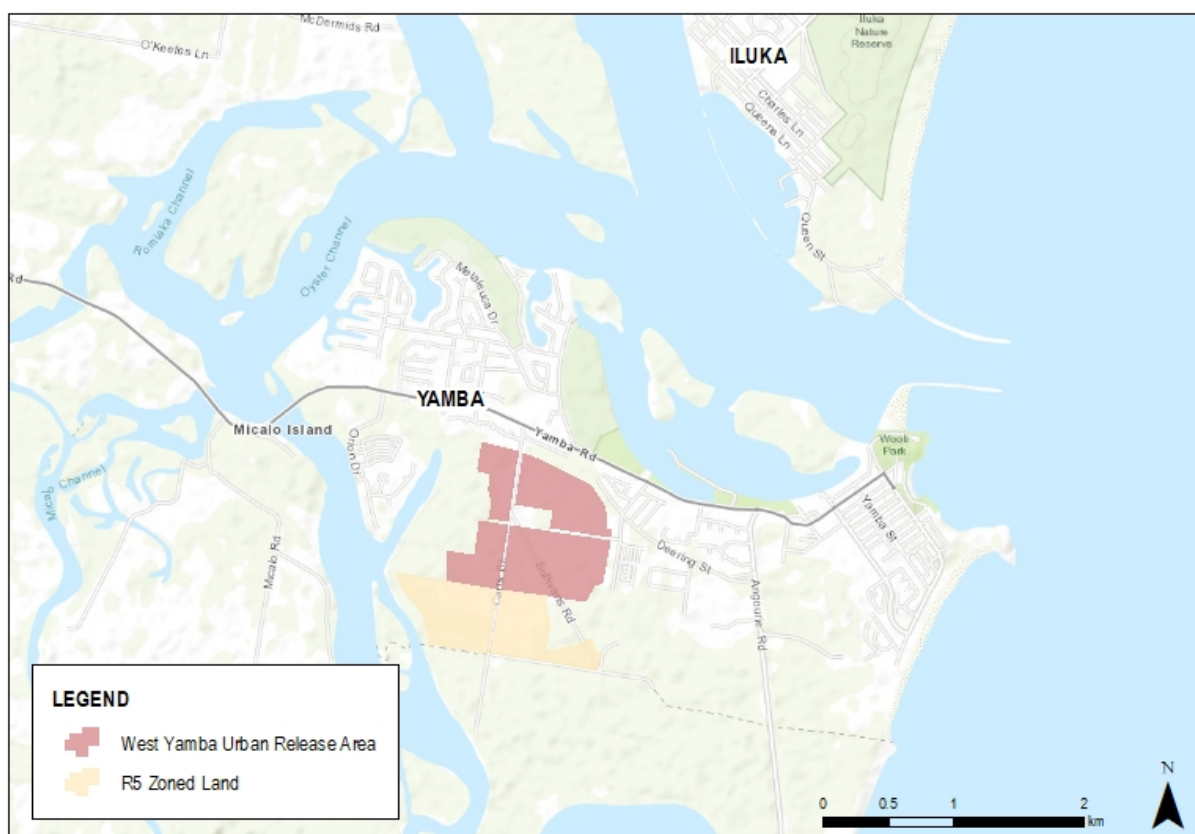 McDermids Rd
O'Keefes Ln
Iluka
Nature
Reserve
ILUKA
Charles Ln
Queens Ln
Romiaka Channel
Oyster Channel
Queen St
Rd
Melaleuca Dr
YAMBA
Yamba Rd
Micalo Island
Orion Dr
Wooli
Park
Micalo Channel
Yamba St
Deering St
Micalo Rd
Carrs Dr
Sullivans Rd
Angourie Rd
LEGEND
West Yamba Urban Release Area
R5 Zoned Land
N
0 0.5 1 2
km